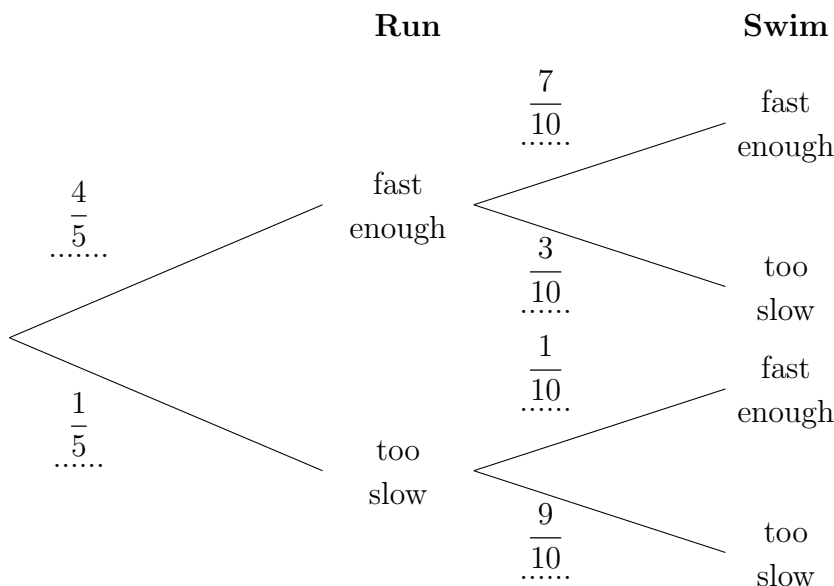 Run Swim
7/10
fast
enough
4/5
fast
enough
3/10
too
slow
1/10
fast
enough
1/5
too
slow
9/10
too
slow